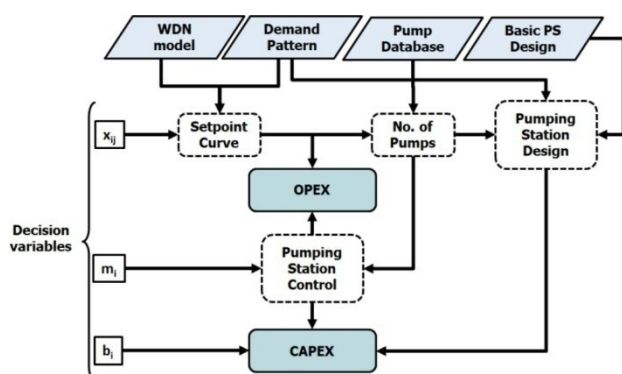 WDN
model
Demand
Pattern
Pump
Database
Basic PS
Design
xij
Setpoint
Curve
No. of
Pumps
Pumping
Station
Design
OPEX
Decision
variables
mi
Pumping
Station
Control
bi
CAPEX